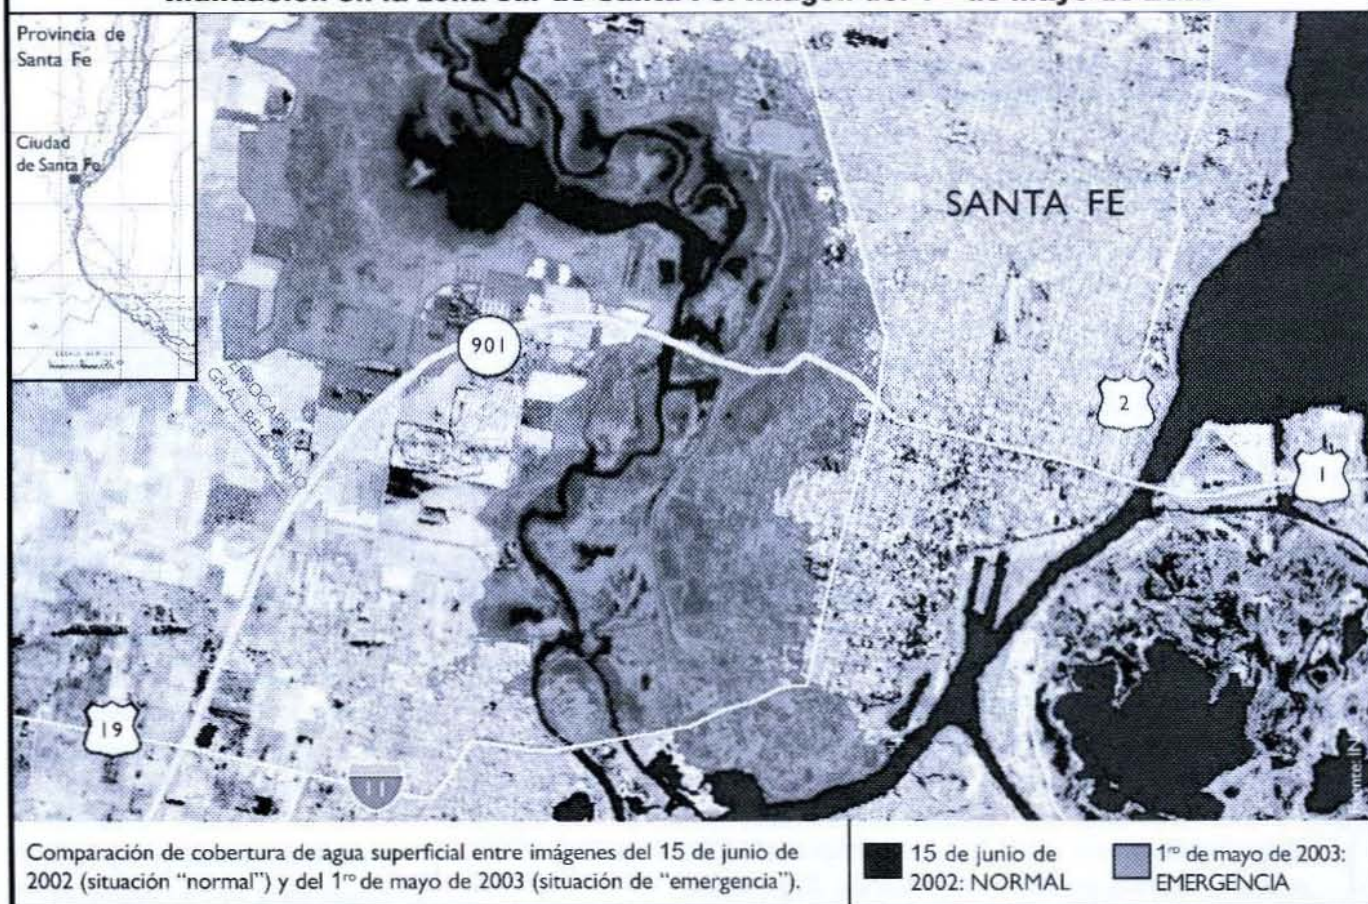 Provincia de
Santa Fe
Ciudad
de Santa Fe
SANTA FE
901
2
1
GRAL. BELGRANO
19
11
Comparación de cobertura de agua superficial entre imágenes del 15 de junio de
2002 (situación "normal") y del 1ro de mayo de 2003 (situación de "emergencia").
15 de junio de
2002: NORMAL
1ro de mayo de 2003:
EMERGENCIA